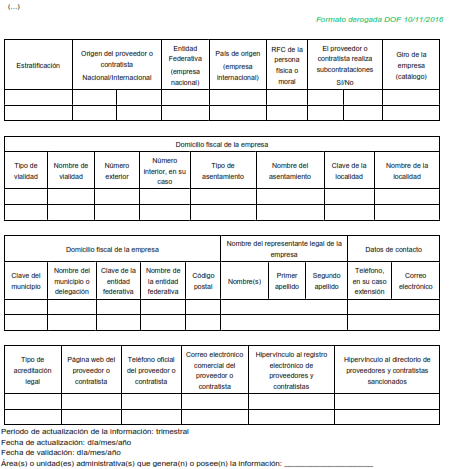 (...)
Formato derogada DOF 10/11/2016
Estratificación
Origen del proveedor o
contratista
Nacional/Internacional
Entidad
Federativa
(empresa
nacional)
País de origen
(empresa
internacional)
RFC de la
persona
física o
moral
El proveedor o
contratista realiza
subcontrataciones
Sí/No
Giro de la
empresa
(catálogo)
Domicilio fiscal de la empresa
Tipo de
vialidad
Nombre de
vialidad
Número
exterior
Número
interior, en su
caso
Tipo de
asentamiento
Nombre del
asentamiento
Clave de la
localidad
Nombre de la
localidad
Domicilio fiscal de la empresa
Nombre del representante legal de la
empresa
Datos de contacto
Clave del
municipio
Nombre del
municipio o
delegación
Clave de la
entidad
federativa
Nombre de
la entidad
federativa
Código
postal
Nombre(s)
Primer
apellido
Segundo
apellido
Teléfono,
en su caso
extensión
Correo
electrónico
Tipo de
acreditación
legal
Página web del
proveedor o
contratista
Teléfono oficial
del proveedor o
contratista
Correo electrónico
comercial del
proveedor o
contratista
Hipervínculo al registro
electrónico de
proveedores y
contratistas
Hipervínculo al directorio de
proveedores y contratistas
sancionados
Periodo de actualización de la información: trimestral
Fecha de actualización: día/mes/año
Fecha de validación: día/mes/año
Área(s) o unidad(es) administrativa(s) que genera(n) o posee(n) la información: ____________________